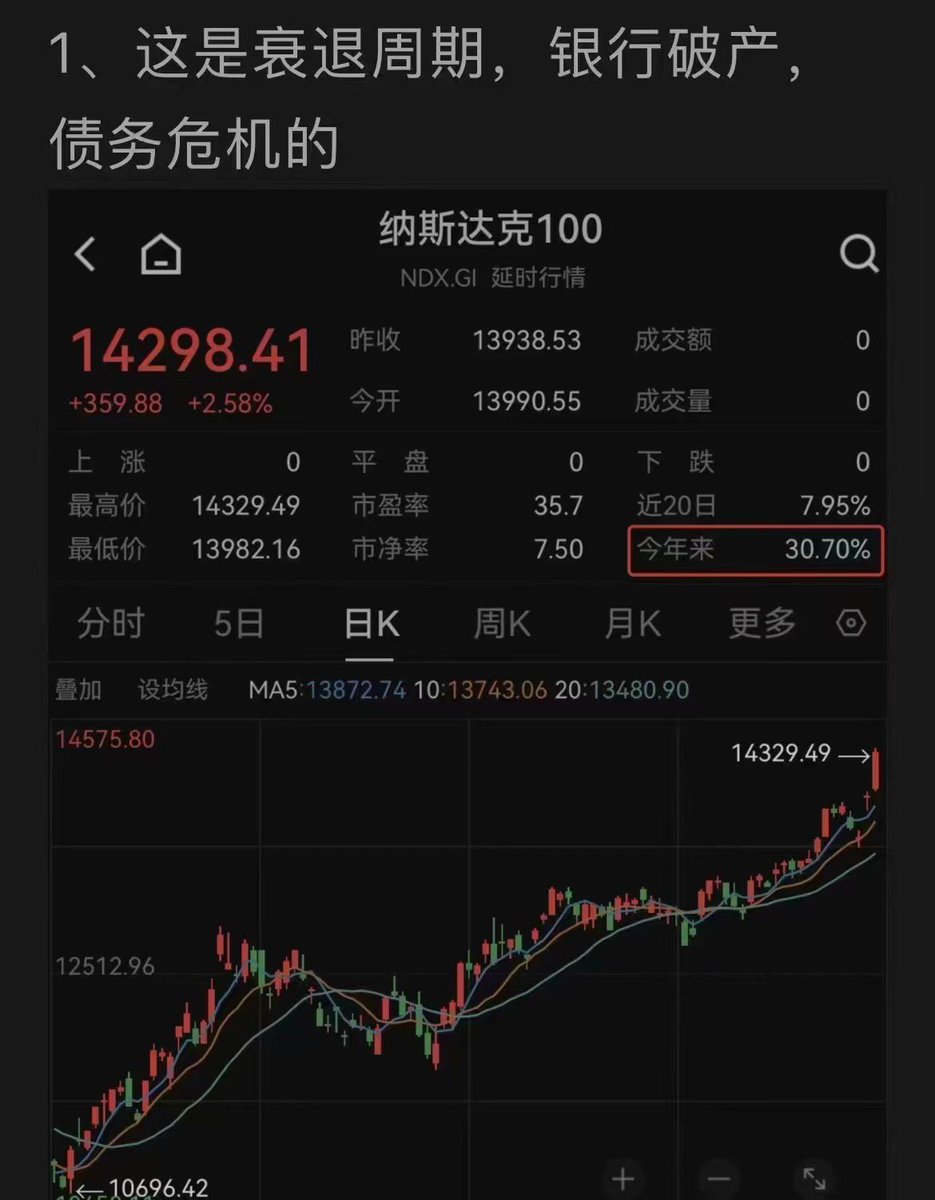 1、这是衰退周期，银行破产，
债务危机的
纳斯达克100
NDX.GI 延时行情
14298.41
+359.88 +2.58%
昨收 13938.53 成交额 0
今开 13990.55 成交量 0
上涨 0 平盘 0 下跌 0
最高价 14329.49 市盈率 35.7 近20日 7.95%
最低价 13982.16 市净率 7.50 今年来 30.70%
分时 5日 日K 周K 月K 更多
叠加 设均线 MA5:13872.74 10:13743.06 20:13480.90
14575.80
14329.49
12512.96
10696.42